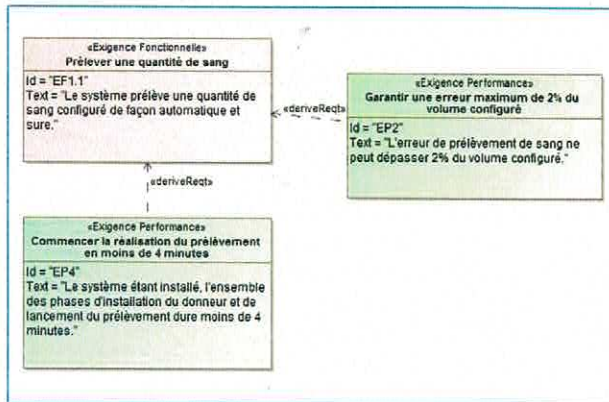 «Exigence Fonctionnelle»
Prélever une quantité de sang
Id = "EF1.1"
Text = "Le système prélève une quantité de
sang configuré de façon automatique et
sure."
«deriveReqt»
«Exigence Performance»
Garantir une erreur maximum de 2% du
volume configuré
Id = "EP2"
Text = "L'erreur de prélèvement de sang ne
peut dépasser 2% du volume configuré."
«deriveReqt»
«Exigence Performance»
Commencer la réalisation du prélèvement
en moins de 4 minutes
Id = "EP4"
Text = "Le système étant installé, l'ensemble
des phases d'installation du donneur et de
lancement du prélèvement dure moins de 4
minutes."